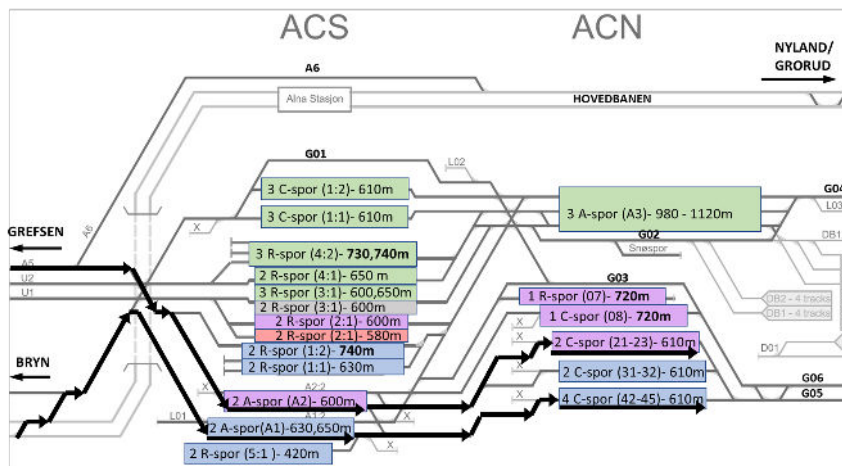 ACS
ACN
NYLAND/
GRORUD
A6
Alna Stasjon
HOVEDBANEN
A6
G01
L02
3 C-spor (1:2)- 610m
3 C-spor (1:1)- 610m
X
3 A-spor (A3)- 980 - 1120m
G04
L03
G02
Snøspor
DB1
GREFSEN
A5
U2
U1
3 R-spor (4:2)- 730,740m
2 R-spor (4:1)- 650 m
3 R-spor (3:1)- 600,650m
2 R-spor (3:1)- 600m
2 R-spor (2:1)- 600m
2 R-spor (2:1)- 580m
2 R-spor (1:2)- 740m
2 R-spor (1:1)- 630m
G03
1 R-spor (07)- 720m
1 C-spor (08)- 720m
X
2 C-spor (21-23)- 610m
X
2 C-spor (31-32)- 610m
4 C-spor (42-45)- 610m
X
DB2 - 4 tracks
DB1 - 4 tracks
D01
G06
G05
BRYN
X
A2:2
2 A-spor (A2)- 600m
L01
A1:2
2 A-spor(A1)-630,650m
X
X
2 R-spor (5:1 )- 420m